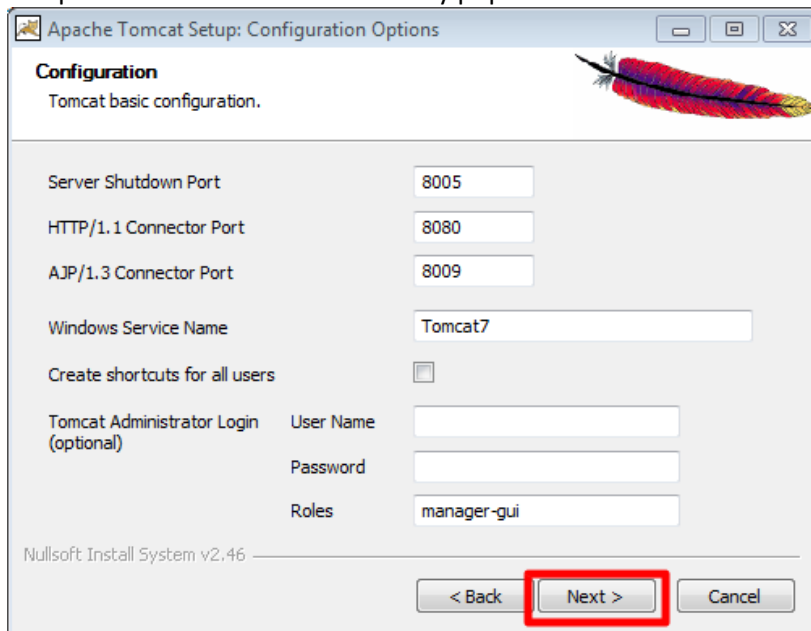 Apache Tomcat Setup: Configuration Options
Configuration
Tomcat basic configuration.
Server Shutdown Port 8005
HTTP/1.1 Connector Port 8080
AJP/1.3 Connector Port 8009
Windows Service Name Tomcat7
Create shortcuts for all users
Tomcat Administrator Login (optional)
User Name
Password
Roles manager-gui
Nullsoft Install System v2.46
< Back Next > Cancel